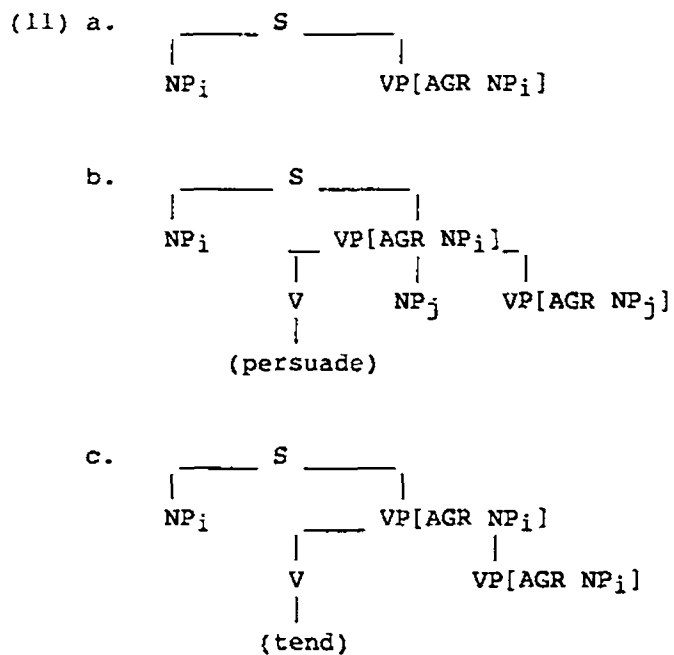 (11) a. S
NPi VP[AGR NPi]
b. S
NPi VP[AGR NPi]
V NPj VP[AGR NPj]
(persuade)
c. S
NPi VP[AGR NPi]
V VP[AGR NPi]
(tend)